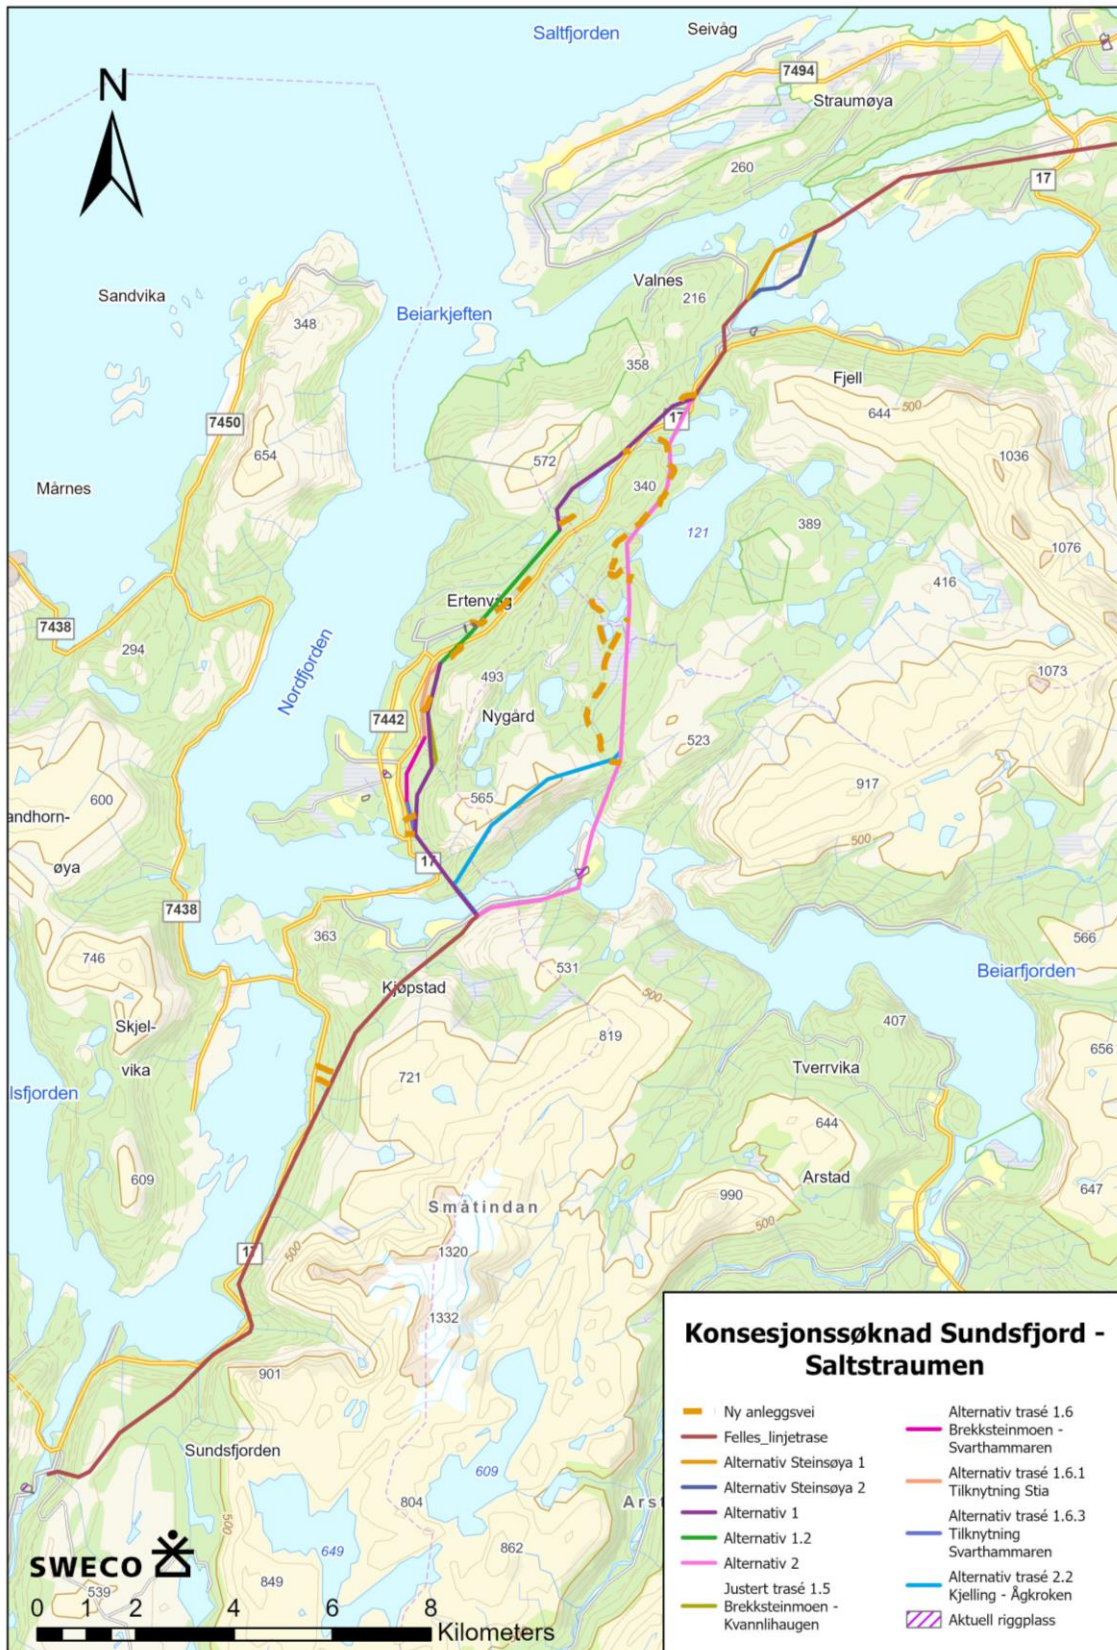 Saltfjorden
Seivåg
7494
Straumøya
N
260
17
Valnes
Sandvika
216
Beiarkjeften
348
358
Fjell
7450
644
500
17
1036
572
654
Mårnes
340
389
121
1076
416
Ertenvåg
7438
294
Nordfjorden
493
1073
7442
Nygård
523
917
600
565
andhorn-
500
øya
17
7438
363
566
746
531
Beiarfjorden
Kjøpstad
500
407
Skjel-
819
656
vika
Tverrvika
721
lsfjorden
644
609
Arstad
647
990
Småtindan
500
17
500
1320
1332
901
Sundsfjorden
609
804
Arst
500
649
862
849
539
Konsesjonssøknad Sundsfjord -
Saltstraumen
Ny anleggsvei
Felles_linjetrase
Alternativ Steinsøya 1
Alternativ Steinsøya 2
Alternativ 1
Alternativ 1.2
Alternativ 2
Justert trasé 1.5
Brekksteinmoen -
Kvannlihaugen
Alternativ trasé 1.6
Brekksteinmoen -
Svarthammaren
Alternativ trasé 1.6.1
Tilknytning Stia
Alternativ trasé 1.6.3
Tilknytning
Svarthammaren
Alternativ trasé 2.2
Kjelling - Ågkroken
Aktuell riggplass
SWECO
0 1 2 4 6 8
Kilometers